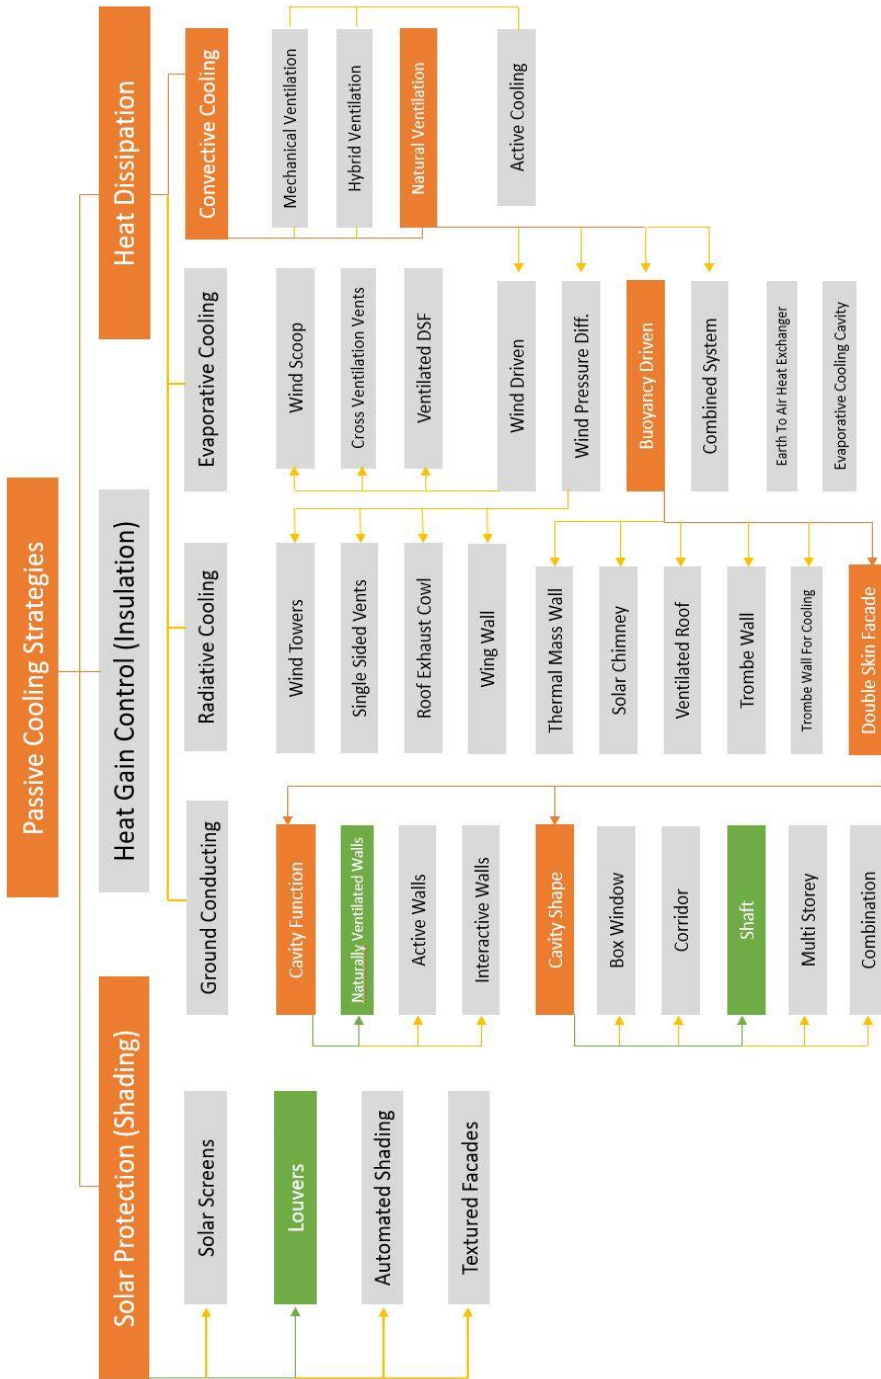 Passive Cooling Strategies
Solar Protection (Shading)
Heat Gain Control (Insulation)
Heat Dissipation
Solar Screens
Louvers
Automated Shading
Textured Facades
Ground Conducting
Radiative Cooling
Evaporative Cooling
Convective Cooling
Cavity Function
Naturally Ventilated Walls
Active Walls
Interactive Walls
Cavity Shape
Box Window
Corridor
Shaft
Multi Storey
Combination
Wind Towers
Single Sided Vents
Roof Exhaust Cowl
Wing Wall
Thermal Mass Wall
Solar Chimney
Ventilated Roof
Trombe Wall
Trombe Wall For Cooling
Double Skin Facade
Wind Scoop
Cross Ventilation Vents
Ventilated DSF
Wind Driven
Wind Pressure Diff.
Buoyancy Driven
Combined System
Earth To Air Heat Exchanger
Evaporative Cooling Cavity
Mechanical Ventilation
Hybrid Ventilation
Natural Ventilation
Active Cooling